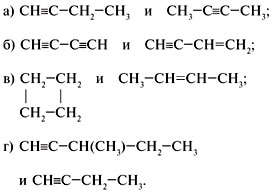 а) CH≡C–CH₂–CH₃ и CH₃–C≡C–CH₃;
б) CH≡C–C≡CH и CH≡C–CH=CH₂;
в) CH₂–CH₂ и CH₃–CH=CH–CH₃;
| |
CH₂–CH₂
г) CH≡C–CH(CH₃)–CH₂–CH₃
и CH≡C–CH₂–CH₃.